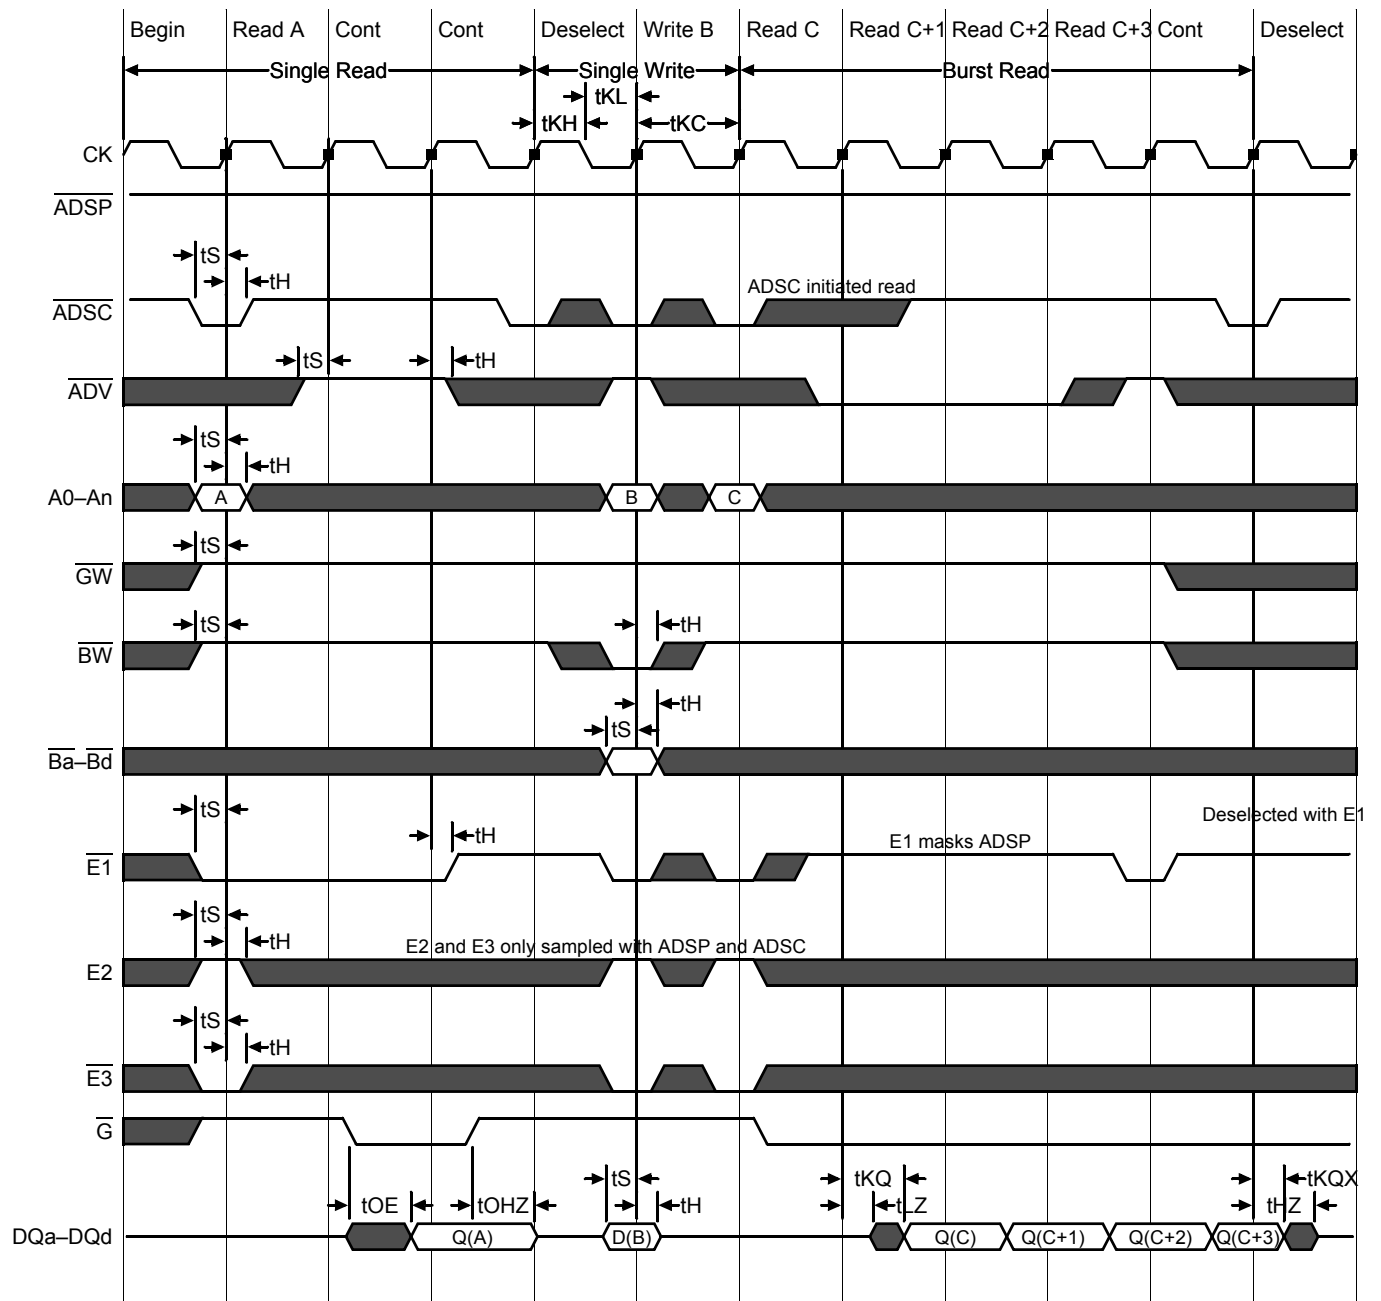 Begin Read A Cont Cont Deselect Write B Read C Read C+1 Read C+2 Read C+3 Cont Deselect
Single Read Single Write Burst Read
tKL
tKH tKC
CK
ADSP
tS
tH
ADSC initiated read
ADSC
tS tH
ADV
tS
tH
A0–An A B C
tS
GW
tS tH
BW
tH
tS
Ba–Bd
tS
Deselected with E1
tH
E1 masks ADSP
E1
tS
tH
E2 and E3 only sampled with ADSP and ADSC
E2
tS
tH
E3
G
tS tKQ tKQX
tOE tOHZ tH tLZ tHZ
DQa–DQd Q(A) D(B) Q(C) Q(C+1) Q(C+2) Q(C+3)